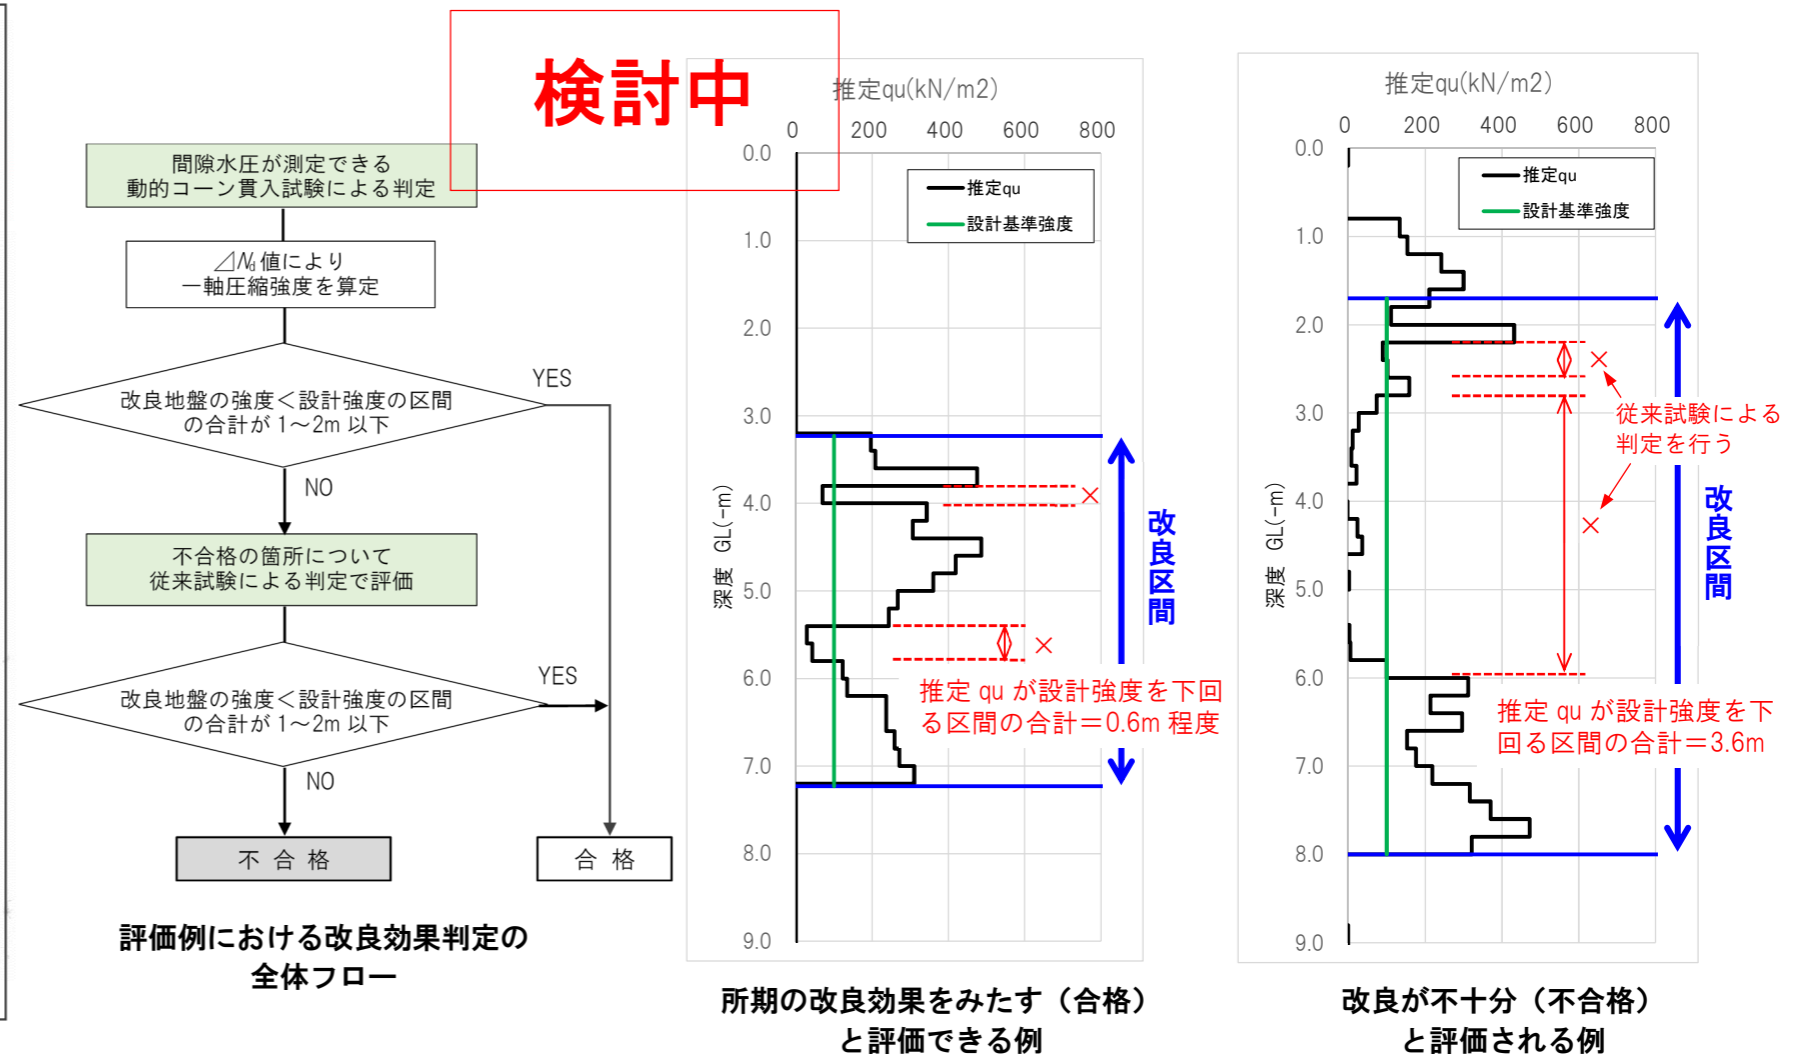 検討中
間隙水圧が測定できる
動的コーン貫入試験による判定
⊿Nd値により
一軸圧縮強度を算定
改良地盤の強度＜設計強度の区間
の合計が 1～2m 以下
YES
NO
不合格の箇所について
従来試験による判定で評価
改良地盤の強度＜設計強度の区間
の合計が 1～2m 以下
YES
NO
不 合 格
合 格
評価例における改良効果判定の
全体フロー
推定qu(kN/m2)
0 200 400 600 800
0.0
1.0
2.0
3.0
4.0
5.0
6.0
7.0
8.0
9.0
深度 GL(-m)
推定qu
設計基準強度
×
×
改良区間
推定 qu が設計強度を下回
る区間の合計＝0.6m 程度
所期の改良効果をみたす（合格）
と評価できる例
推定qu(kN/m2)
0 200 400 600 800
0.0
1.0
2.0
3.0
4.0
5.0
6.0
7.0
8.0
9.0
深度 GL(-m)
推定qu
設計基準強度
×
従来試験による
判定を行う
×
改良区間
推定 qu が設計強度を下
回る区間の合計＝3.6m
改良が不十分（不合格）
と評価される例